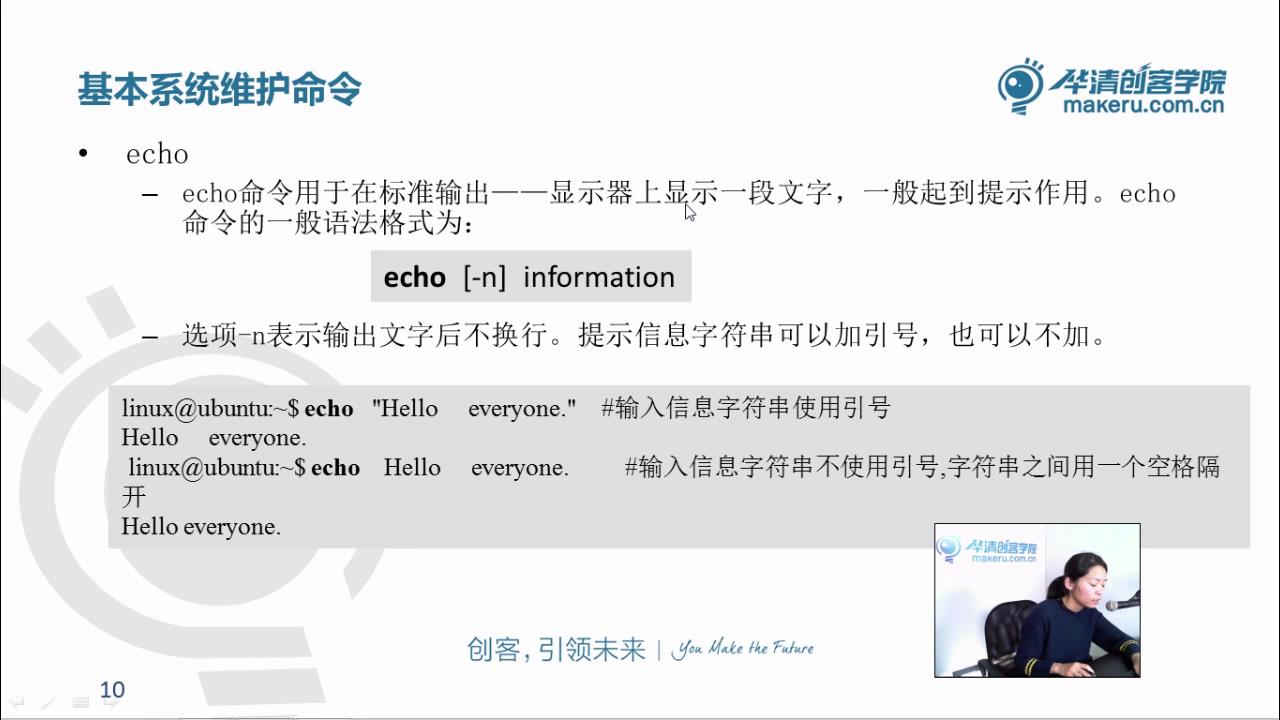 基本系统维护命令
华清创客学院
makeru.com.cn
• echo
– echo命令用于在标准输出——显示器上显示一段文字，一般起到提示作用。echo
命令的一般语法格式为：
echo [-n] information
– 选项-n表示输出文字后不换行。提示信息字符串可以加引号，也可以不加。
linux@ubuntu:~$ echo "Hello everyone." #输入信息字符串使用引号
Hello everyone.
linux@ubuntu:~$ echo Hello everyone. #输入信息字符串不使用引号,字符串之间用一个空格隔
开
Hello everyone.
华清创客学院
makeru.com.cn
创客，引领未来 | You Make the Future
10